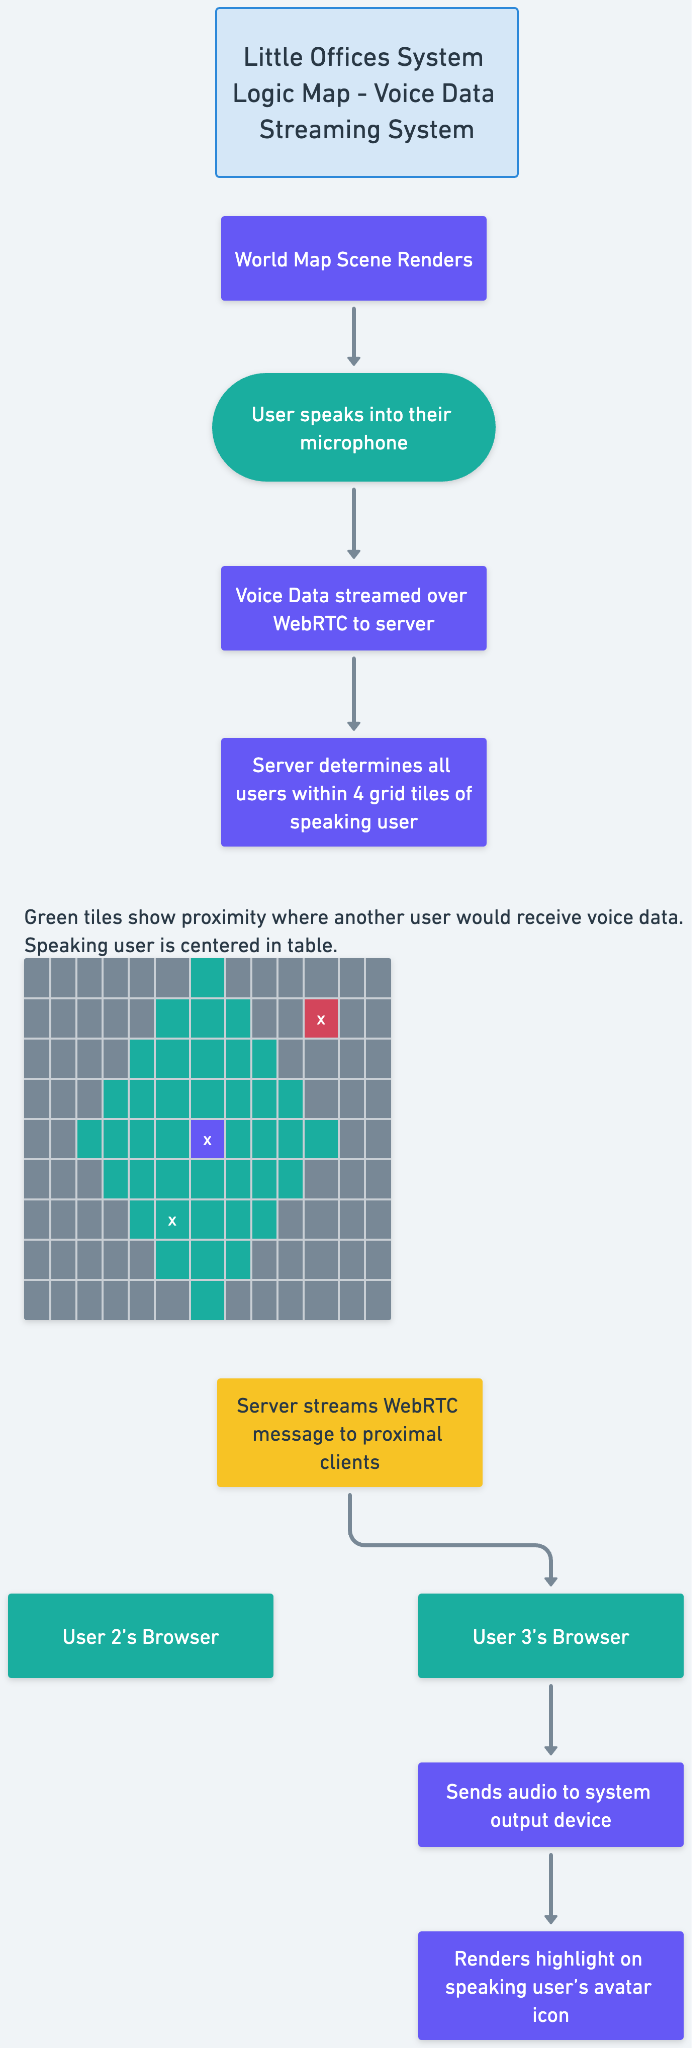 Little Offices System
Logic Map - Voice Data
Streaming System
World Map Scene Renders
User speaks into their
microphone
Voice Data streamed over
WebRTC to server
Server determines all
users within 4 grid tiles of
speaking user
Green tiles show proximity where another user would receive voice data.
Speaking user is centered in table.
x
x
x
Server streams WebRTC
message to proximal
clients
User 2's Browser
User 3's Browser
Sends audio to system
output device
Renders highlight on
speaking user's avatar
icon